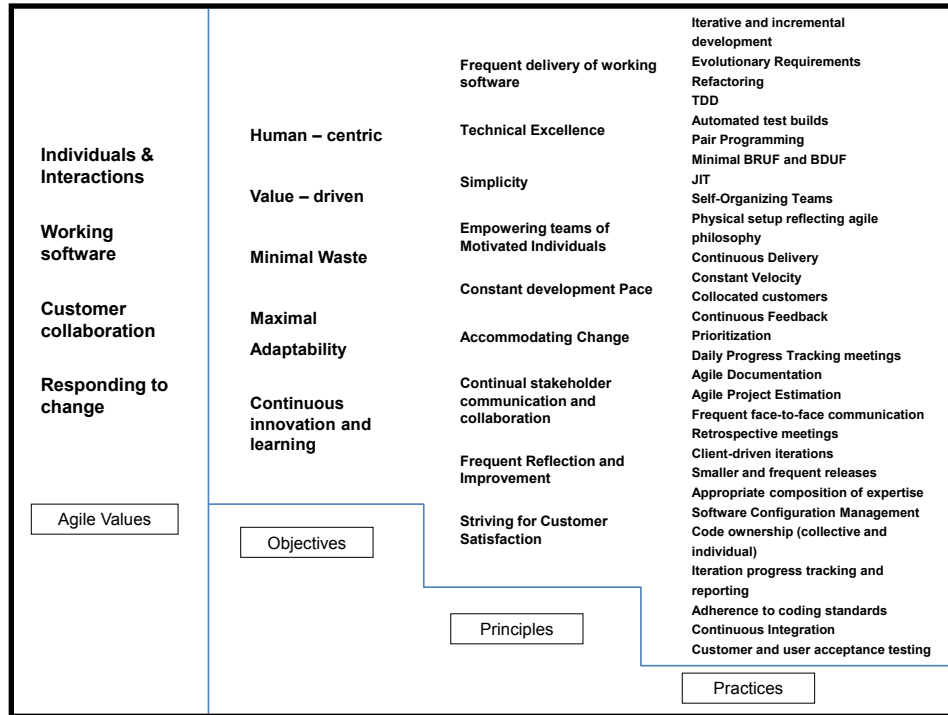 Individuals &
Interactions
Working
software
Customer
collaboration
Responding to
change
Agile Values
Human – centric
Value – driven
Minimal Waste
Maximal
Adaptability
Continuous
innovation and
learning
Objectives
Frequent delivery of working
software
Technical Excellence
Simplicity
Empowering teams of
Motivated Individuals
Constant development Pace
Accommodating Change
Continual stakeholder
communication and
collaboration
Frequent Reflection and
Improvement
Striving for Customer
Satisfaction
Principles
Iterative and incremental
development
Evolutionary Requirements
Refactoring
TDD
Automated test builds
Pair Programming
Minimal BRUF and BDUF
JIT
Self-Organizing Teams
Physical setup reflecting agile
philosophy
Continuous Delivery
Constant Velocity
Collocated customers
Continuous Feedback
Prioritization
Daily Progress Tracking meetings
Agile Documentation
Agile Project Estimation
Frequent face-to-face communication
Retrospective meetings
Client-driven iterations
Smaller and frequent releases
Appropriate composition of expertise
Software Configuration Management
Code ownership (collective and
individual)
Iteration progress tracking and
reporting
Adherence to coding standards
Continuous Integration
Customer and user acceptance testing
Practices